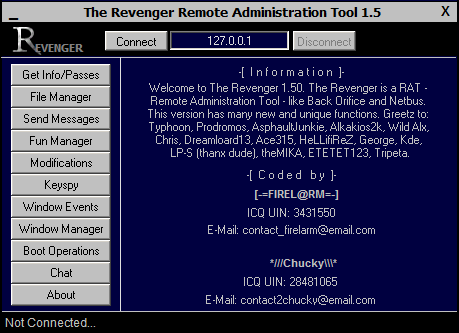 The Revenger Remote Administration Tool 1.5
_ X
REVENGER
Connect
127.0.0.1
Disconnect
Get Info/Passes
File Manager
Send Messages
Fun Manager
Modifications
Keyspy
Window Events
Window Manager
Boot Operations
Chat
About
-[ I n f o r m a t i o n ]-
Welcome to The Revenger 1.50. The Revenger is a RAT -
Remote Administration Tool - like Back Orifice and Netbus.
This version has many new and unique functions. Greetz to:
Typhoon, Prodromos, AsphaultJunkie, Alkakios2k, Wild Alx,
Chris, Dreamloard13, Ace315, HeLLifiReZ, George, Kde,
LP-S (thanx dude), theMIKA, ETETET123, Tripeta.
-[ C o d e d  b y ]-
[-=FIREL@RM=-]
ICQ UIN: 3431550
E-Mail: contact_firelarm@email.com
*///Chucky\\\*
ICQ UIN: 28481065
E-Mail: contact2chucky@email.com
Not Connected...